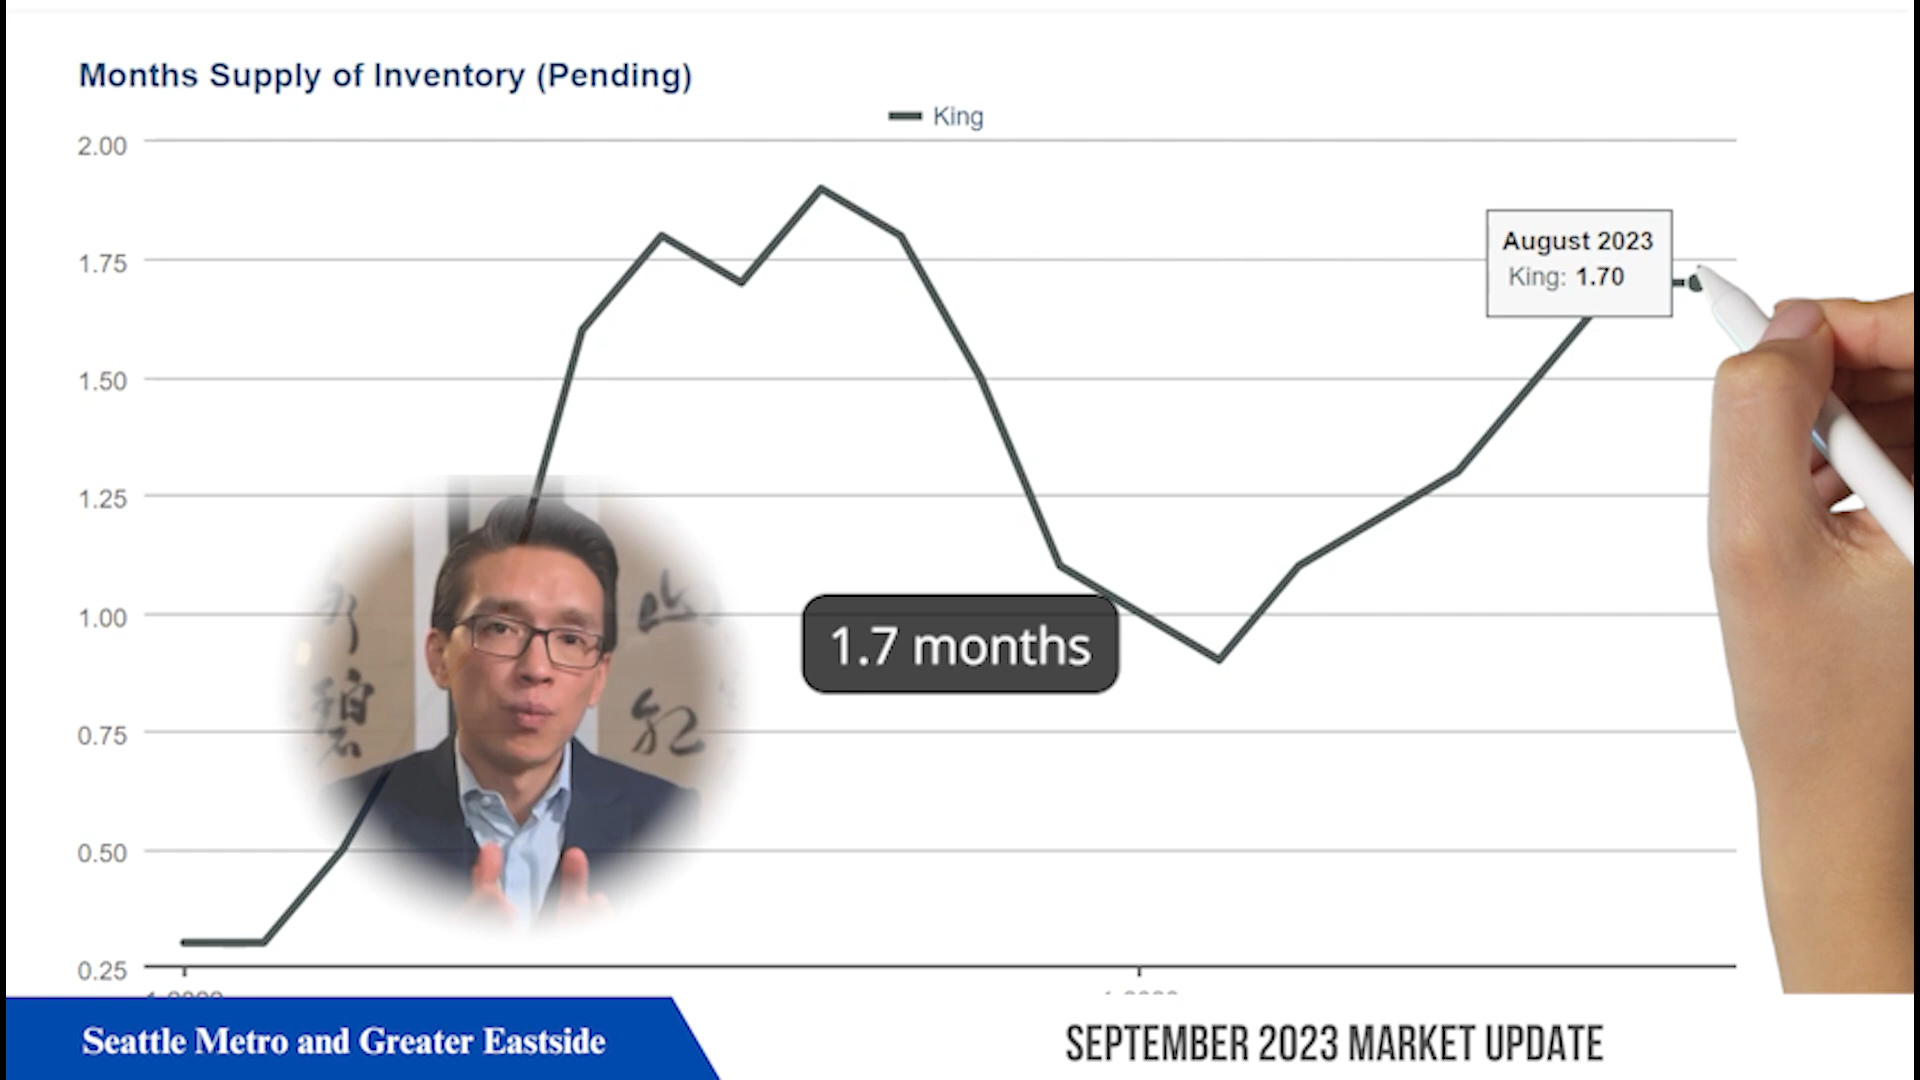 Months Supply of Inventory (Pending)
King
2.00
1.75
1.50
1.25
1.00
0.75
0.50
0.25
August 2023
King: 1.70
1.7 months
碧
紅
Seattle Metro and Greater Eastside
SEPTEMBER 2023 MARKET UPDATE